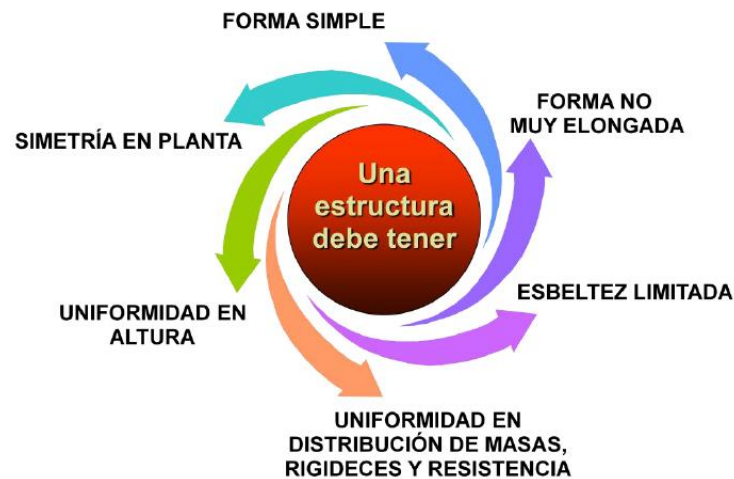 FORMA SIMPLE
FORMA NO
MUY ELONGADA
SIMETRÍA EN PLANTA
Una
estructura
debe tener
ESBELTEZ LIMITADA
UNIFORMIDAD EN
ALTURA
UNIFORMIDAD EN
DISTRIBUCIÓN DE MASAS,
RIGIDECES Y RESISTENCIA